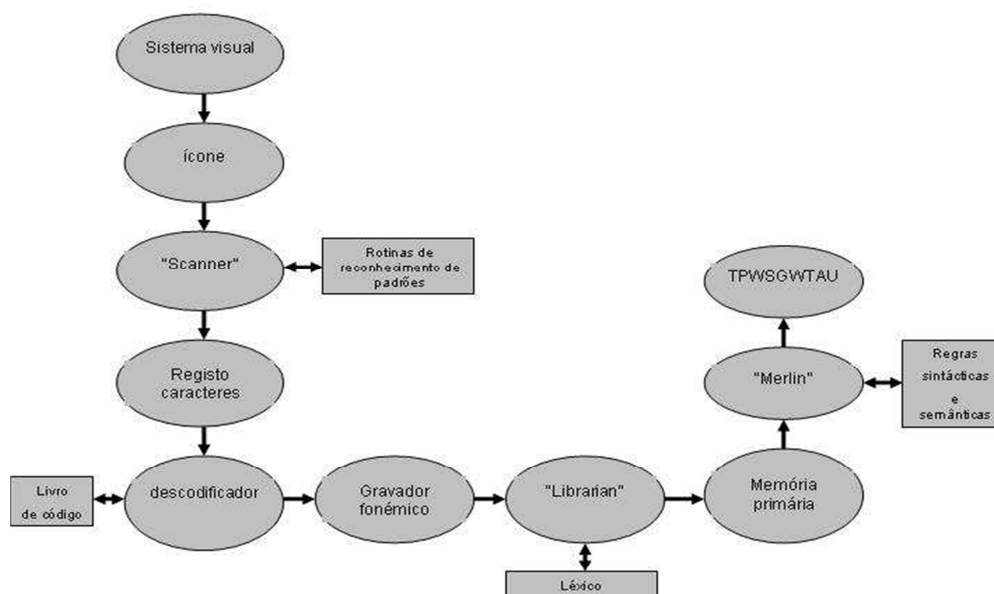 Sistema visual
ícone
"Scanner"
Rotinas de
reconhecimento de
padrões
Registo
caracteres
Livro
de código
descodificador
Gravador
fonémico
"Librarian"
Léxico
Memória
primária
"Merlin"
Regras
sintácticas
e
semânticas
TPWSGWTAU